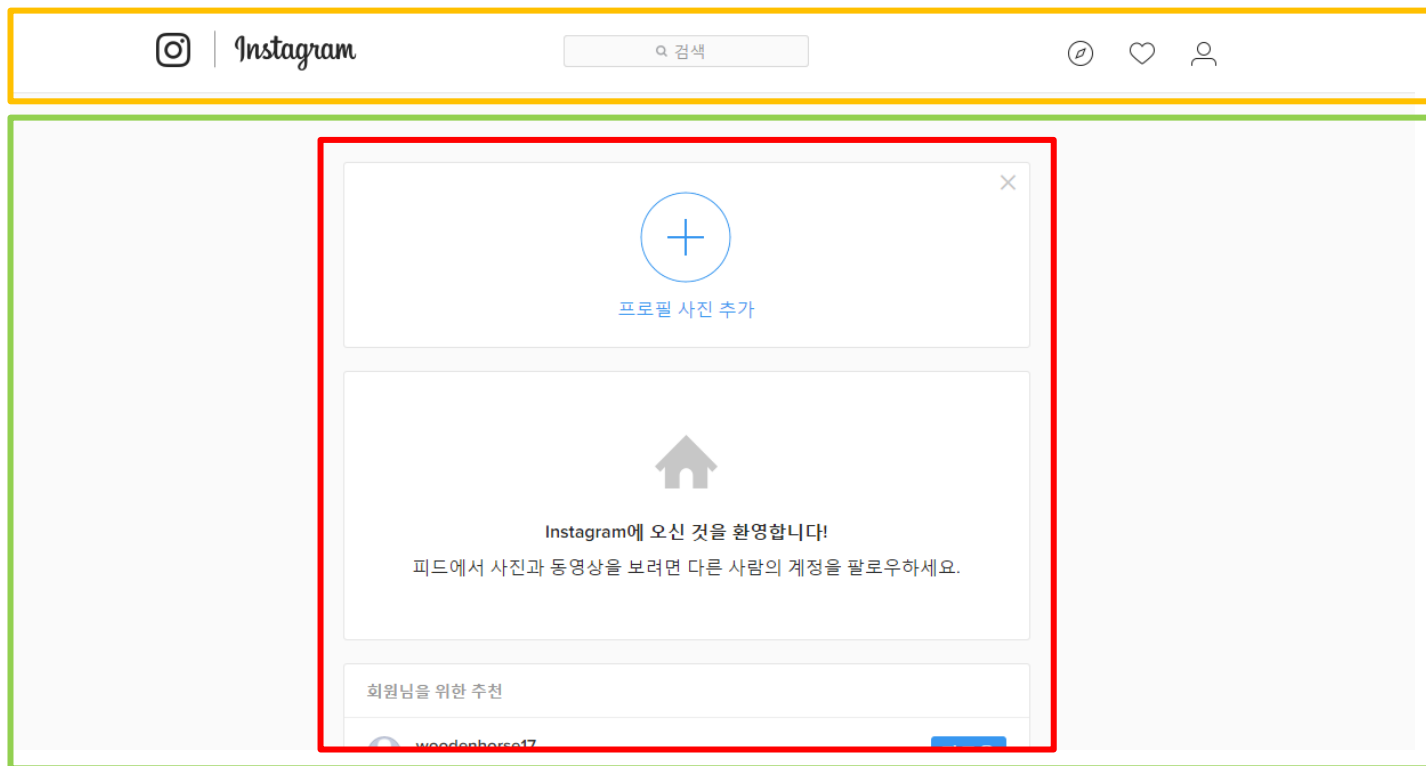 Instagram
검색
프로필 사진 추가
Instagram에 오신 것을 환영합니다!
피드에서 사진과 동영상을 보려면 다른 사람의 계정을 팔로우하세요.
회원님을 위한 추천
woodenhorse17